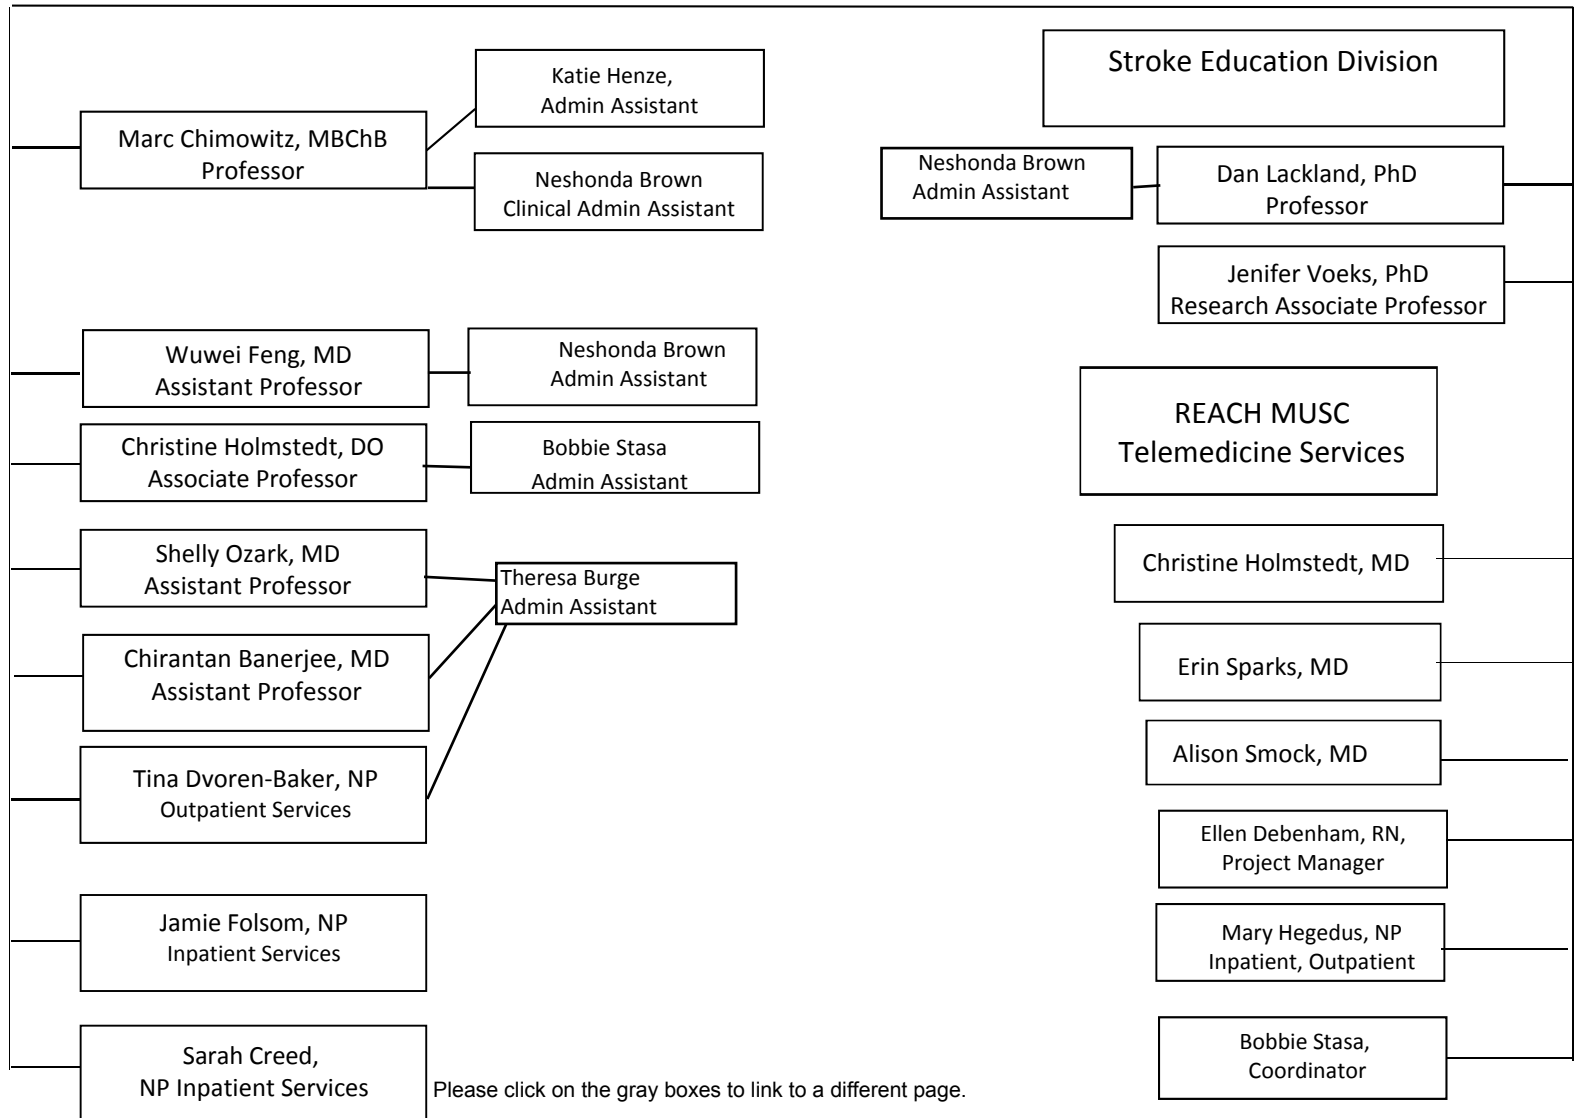 Katie Henze,
Admin Assistant
Marc Chimowitz, MBChB
Professor
Neshonda Brown
Clinical Admin Assistant
Wuwei Feng, MD
Assistant Professor
Neshonda Brown
Admin Assistant
Christine Holmstedt, DO
Associate Professor
Bobbie Stasa
Admin Assistant
Shelly Ozark, MD
Assistant Professor
Theresa Burge
Admin Assistant
Chirantan Banerjee, MD
Assistant Professor
Tina Dvoren-Baker, NP
Outpatient Services
Jamie Folsom, NP
Inpatient Services
Sarah Creed,
NP Inpatient Services
Please click on the gray boxes to link to a different page.
Stroke Education Division
Neshonda Brown
Admin Assistant
Dan Lackland, PhD
Professor
Jenifer Voeks, PhD
Research Associate Professor
REACH MUSC
Telemedicine Services
Christine Holmstedt, MD
Erin Sparks, MD
Alison Smock, MD
Ellen Debenham, RN,
Project Manager
Mary Hegedus, NP
Inpatient, Outpatient
Bobbie Stasa,
Coordinator